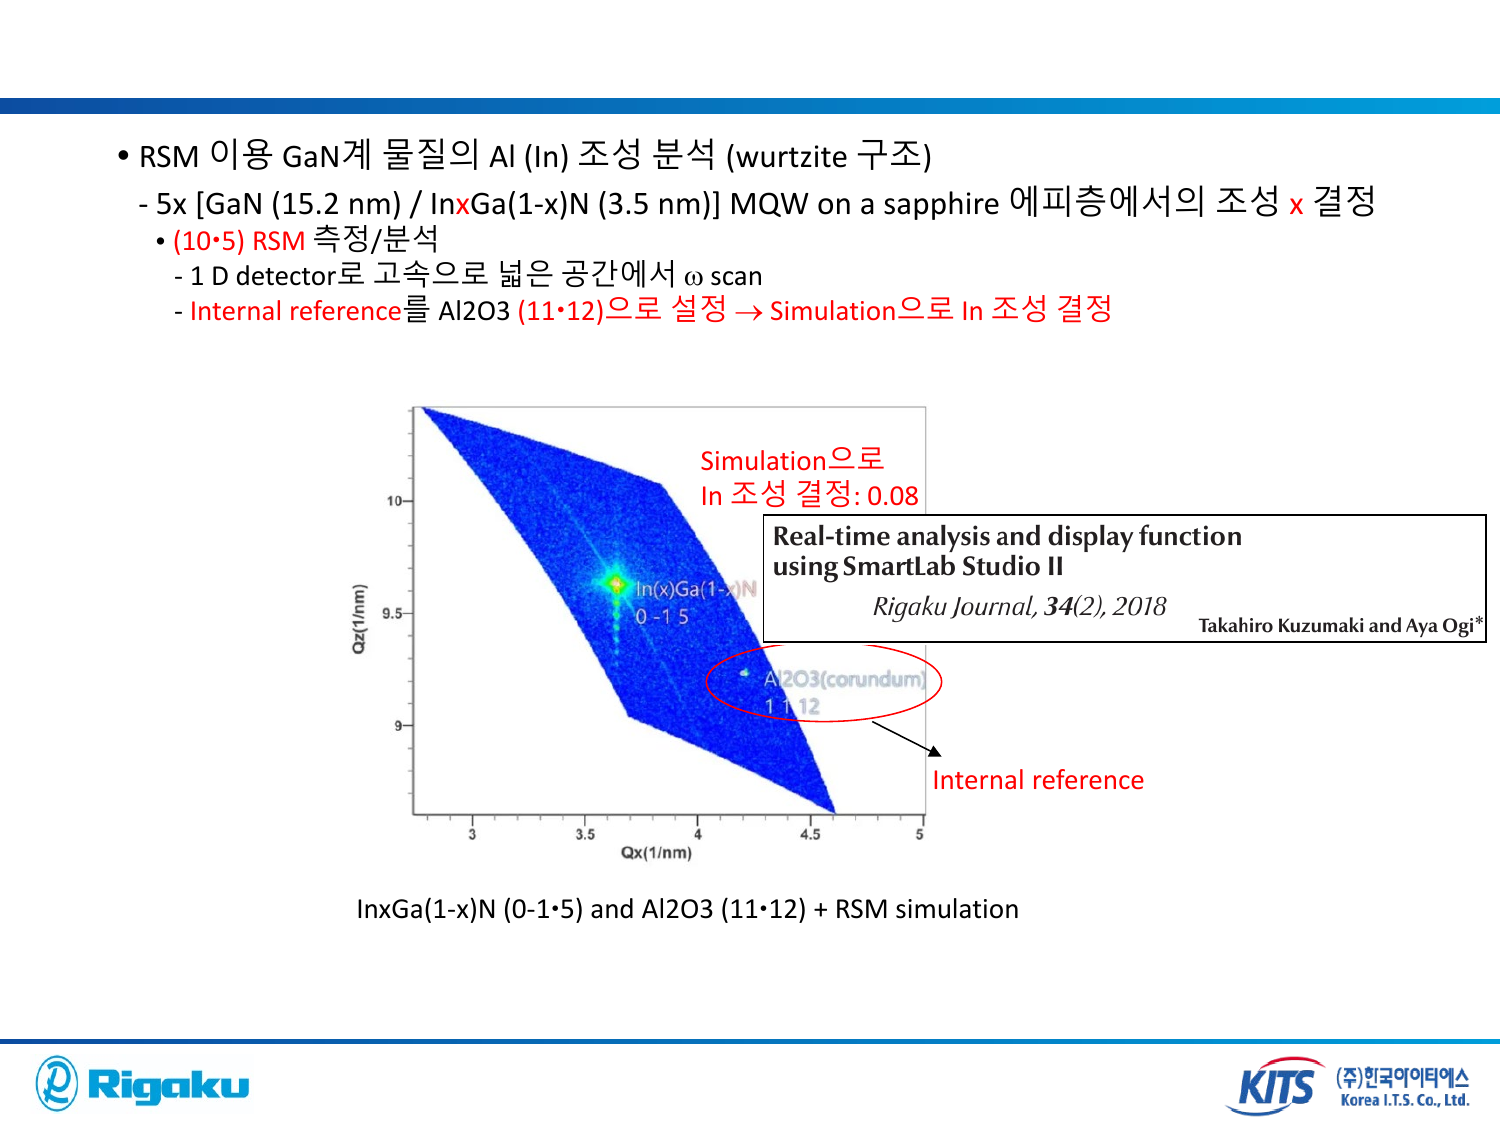 • RSM 이용 GaN계 물질의 Al (In) 조성 분석 (wurtzite 구조)
- 5x [GaN (15.2 nm) / InxGa(1-x)N (3.5 nm)] MQW on a sapphire 에피층에서의 조성 x 결정
• (10•5) RSM 측정/분석
- 1 D detector로 고속으로 넓은 공간에서 ω scan
- Internal reference를 Al2O3 (11•12)으로 설정 → Simulation으로 In 조성 결정
Simulation으로
In 조성 결정: 0.08
10
Real-time analysis and display function
using SmartLab Studio II
In(x)Ga(1-x)N
Rigaku Journal, 34(2), 2018
9.5
0 -1 5
Takahiro Kuzumaki and Aya Ogi*
Qz(1/nm)
Al2O3(corundum)
1 1 12
9
Internal reference
3 3.5 4 4.5 5
Qx(1/nm)
InxGa(1-x)N (0-1•5) and Al2O3 (11•12) + RSM simulation
Rigaku
KITS
(주)한국아이티에스
Korea I.T.S. Co., Ltd.